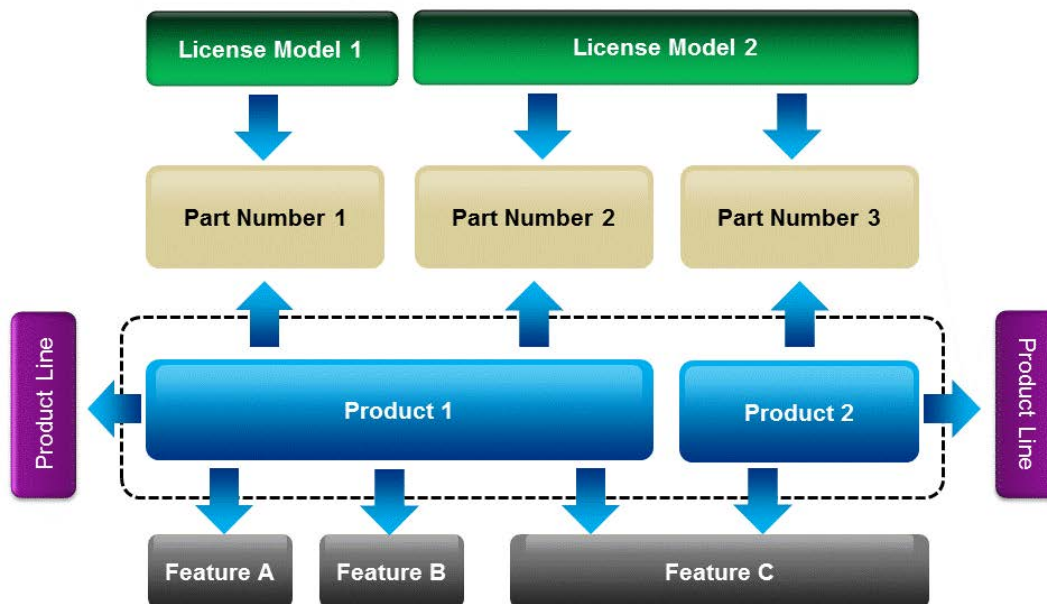 License Model 1
License Model 2
Part Number 1
Part Number 2
Part Number 3
Product Line
Product 1
Product 2
Product Line
Feature A
Feature B
Feature C